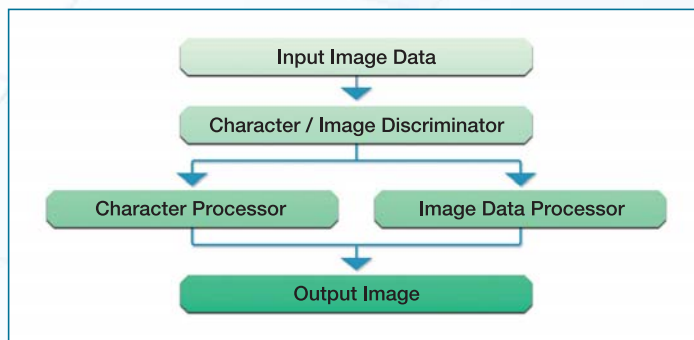 Input Image Data
Character / Image Discriminator
Character Processor
Image Data Processor
Output Image